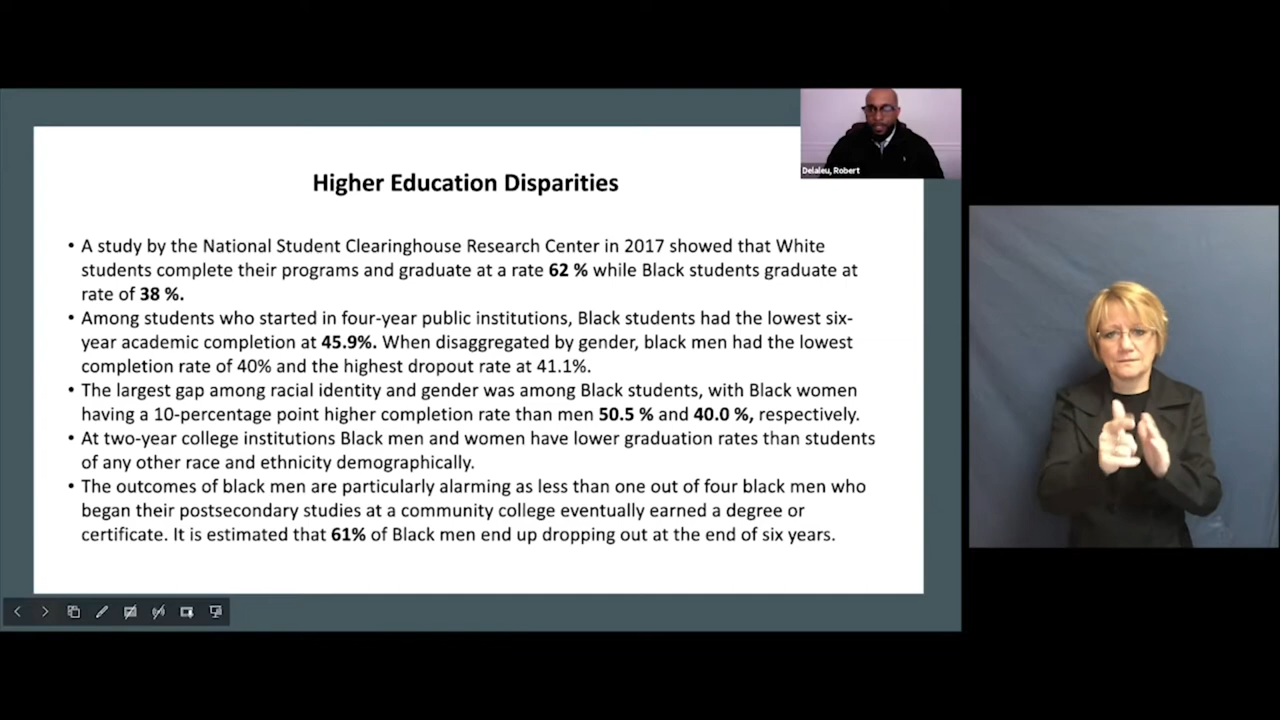 Delaleu, Robert
Higher Education Disparities
• A study by the National Student Clearinghouse Research Center in 2017 showed that White
students complete their programs and graduate at a rate 62 % while Black students graduate at
rate of 38 %.
• Among students who started in four-year public institutions, Black students had the lowest six-
year academic completion at 45.9%. When disaggregated by gender, black men had the lowest
completion rate of 40% and the highest dropout rate at 41.1%.
• The largest gap among racial identity and gender was among Black students, with Black women
having a 10-percentage point higher completion rate than men 50.5 % and 40.0 %, respectively.
• At two-year college institutions Black men and women have lower graduation rates than students
of any other race and ethnicity demographically.
• The outcomes of black men are particularly alarming as less than one out of four black men who
began their postsecondary studies at a community college eventually earned a degree or
certificate. It is estimated that 61% of Black men end up dropping out at the end of six years.